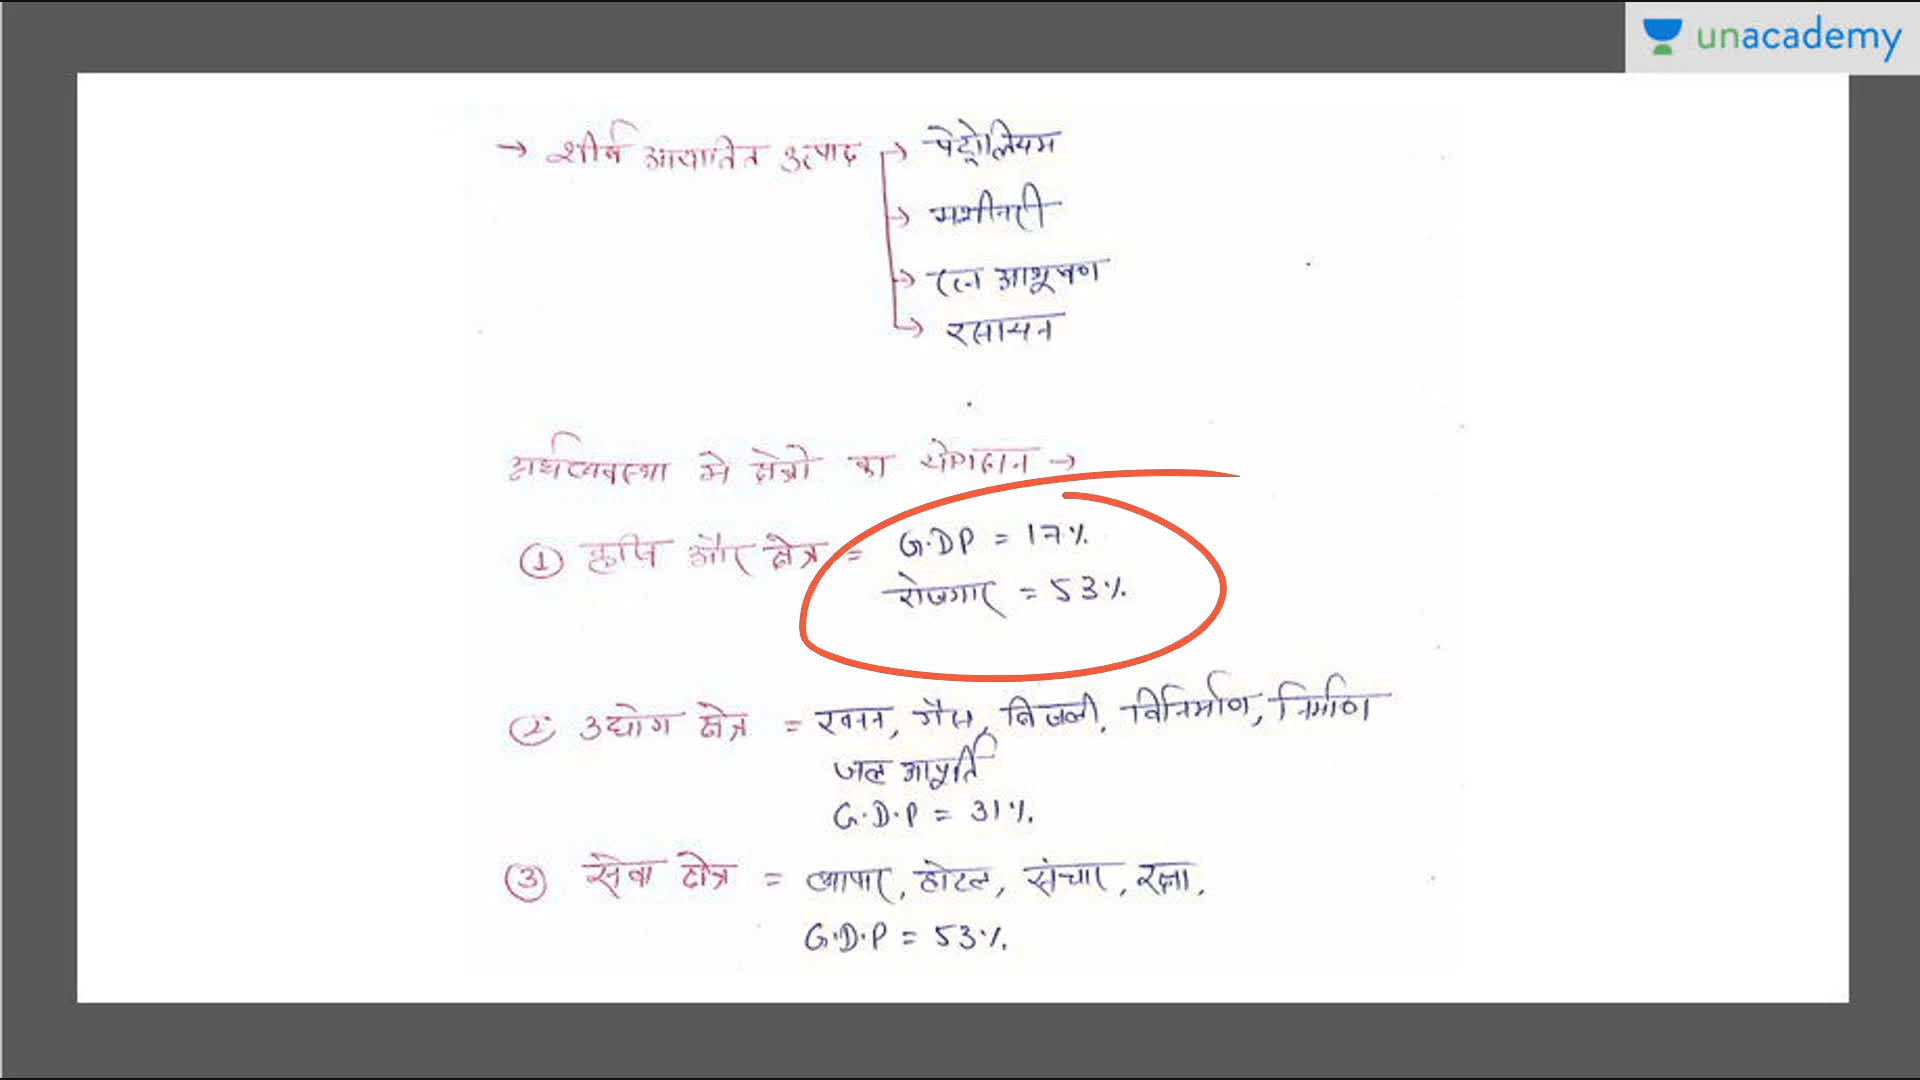 unacademy
→ शीर्ष आयातित उत्पाद → पेट्रोलियम
→ मशीनरी
→ रत्न आभूषण
→ रसायन
अर्थव्यवस्था मे क्षेत्रो का योगदान →
① कृषि और क्षेत्र = G.D.P = 17%
रोजगार = 53%
② उद्योग क्षेत्र = खनन, गैस, बिजली, विनिर्माण, निर्माण
जल आपूर्ति
G.D.P = 31%
③ सेवा क्षेत्र = व्यापार, होटल, संचार, रक्षा,
G.D.P = 53%